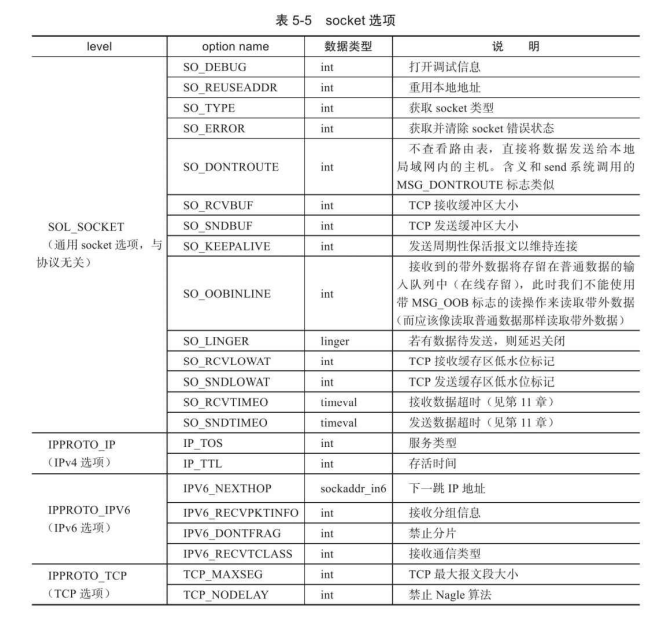 表 5-5 socket 选项
level option name 数据类型 说 明
SO_DEBUG int 打开调试信息
SO_REUSEADDR int 重用本地地址
SO_TYPE int 获取 socket 类型
SO_ERROR int 获取并清除 socket 错误状态
不查看路由表，直接将数据发送给本地
SO_DONTROUTE int 局域网内的主机。含义和 send 系统调用的
MSG_DONTROUTE 标志类似
SO_RCVBUF int TCP 接收缓冲区大小
SOL_SOCKET
（通用 socket 选项，与
协议无关）
SO_SNDBUF int TCP 发送缓冲区大小
SO_KEEPALIVE int 发送周期性保活报文以维持连接
接收到的带外数据将存留在普通数据的输
入队列中（在线存留），此时我们不能使用
SO_OOBINLINE int 带 MSG_OOB 标志的读操作来读取带外数据
（而应该像读取普通数据那样读取带外数据）
SO_LINGER linger 若有数据待发送，则延迟关闭
SO_RCVLOWAT int TCP 接收缓存区低水位标记
SO_SNDLOWAT int TCP 发送缓存区低水位标记
SO_RCVTIMEO timeval 接收数据超时（见第 11 章）
SO_SNDTIMEO timeval 发送数据超时（见第 11 章）
IPPROTO_IP
（IPv4 选项）
IP_TOS int 服务类型
IP_TTL int 存活时间
IPPROTO_IPV6
（IPv6 选项）
IPV6_NEXTHOP sockaddr_in6 下一跳 IP 地址
IPV6_RECVPKTINFO int 接收分组信息
IPV6_DONTFRAG int 禁止分片
IPV6_RECVTCLASS int 接收通信类型
IPPROTO_TCP
（TCP 选项）
TCP_MAXSEG int TCP 最大报文段大小
TCP_NODELAY int 禁止 Nagle 算法